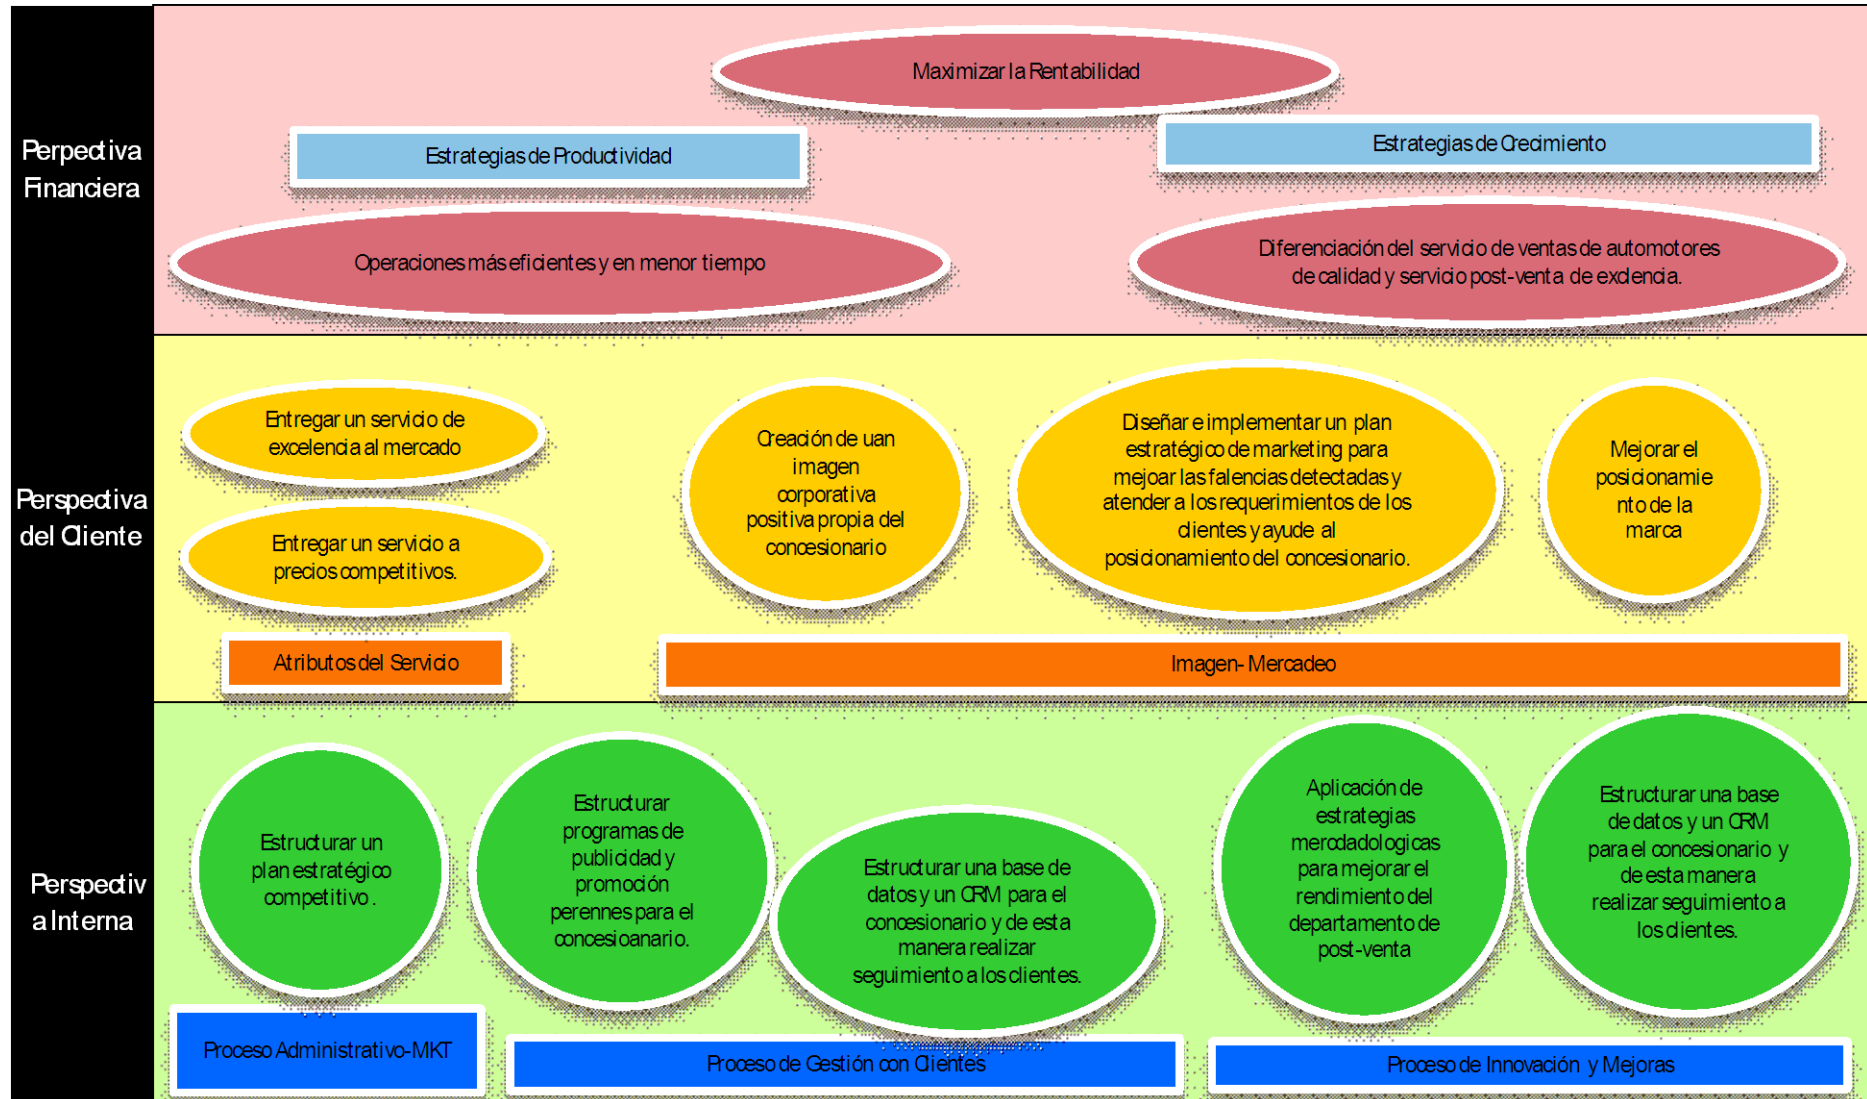 Perpectiva
Financiera
Maximizar la Rentabilidad
Estrategias de Productividad
Estrategias de Crecimiento
Operaciones más eficientes y en menor tiempo
Diferenciación del servicio de ventas de automotores
de calidad y servicio post-venta de exclencia.
Perspectiva
del Cliente
Entregar un servicio de
excelencia al mercado
Entregar un servicio a
precios competitivos.
Creación de uan
imagen
corporativa
positiva propia del
concesionario
Diseñar e implementar un plan
estratégico de marketing para
mejoar las falencias detectadas y
atender a los requerimientos de los
clientes y ayude al
posicionamiento del concesionario.
Mejorar el
posicionamie
nto de la
marca
Atributos del Servicio
Imagen- Mercadeo
Perspectiv
a Interna
Estructurar un
plan estratégico
competitivo .
Estructurar
programas de
publicidad y
promoción
perennes para el
concesioanario.
Estructurar una base de
datos y un CRM para el
concesionario y de esta
manera realizar
seguimiento a los clientes.
Aplicación de
estrategias
mercdadologicas
para mejorar el
rendimiento del
departamento de
post-venta
Estructurar una base
de datos y un CRM
para el concesionario y
de esta manera
realizar seguimiento a
los clientes.
Proceso Administrativo-MKT
Proceso de Gestión con Clientes
Proceso de Innovación y Mejoras